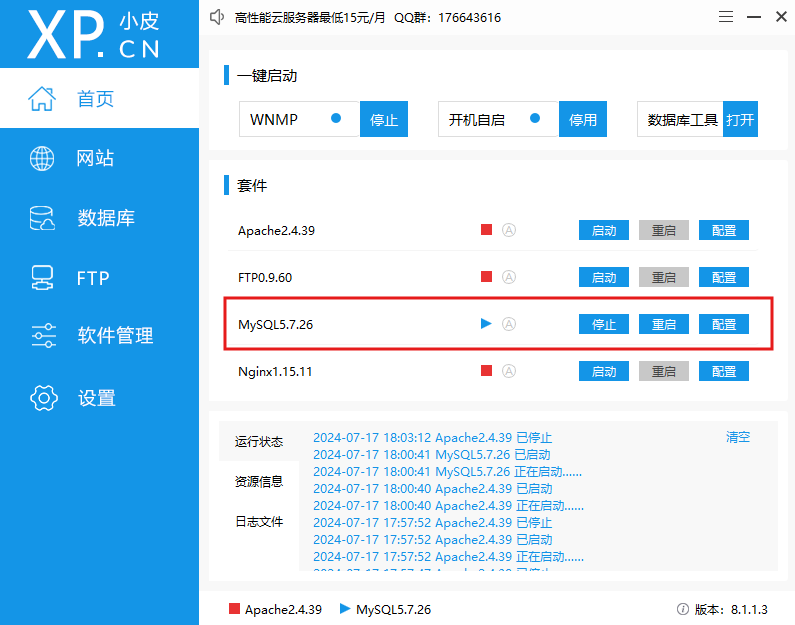 XP.CN 小皮
高性能云服务器最低15元/月 QQ群：176643616
首页
网站
数据库
FTP
软件管理
设置
一键启动
WNMP 停止 开机自启 停用 数据库工具 打开
套件
Apache2.4.39 Ⓐ 启动 重启 配置
FTP0.9.60 Ⓐ 启动 重启 配置
MySQL5.7.26 Ⓐ 停止 重启 配置
Nginx1.15.11 Ⓐ 启动 重启 配置
运行状态
资源信息
日志文件
2024-07-17 18:03:12 Apache2.4.39 已停止
清空
2024-07-17 18:00:41 MySQL5.7.26 已启动
2024-07-17 18:00:41 MySQL5.7.26 正在启动......
2024-07-17 18:00:40 Apache2.4.39 已启动
2024-07-17 18:00:40 Apache2.4.39 正在启动......
2024-07-17 17:57:52 Apache2.4.39 已停止
2024-07-17 17:57:52 Apache2.4.39 已启动
2024-07-17 17:57:52 Apache2.4.39 正在启动......
Apache2.4.39 MySQL5.7.26
版本：8.1.1.3